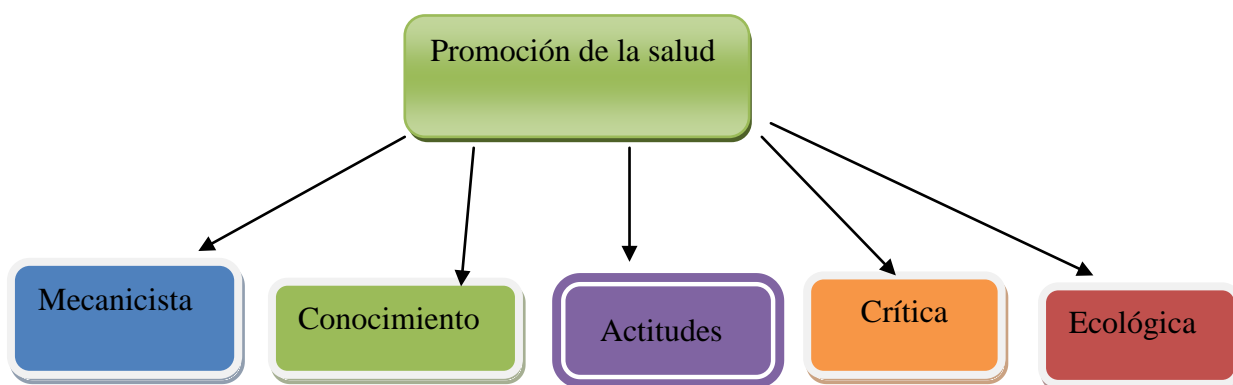 Promoción de la salud
Mecanicista
Conocimiento
Actitudes
Crítica
Ecológica